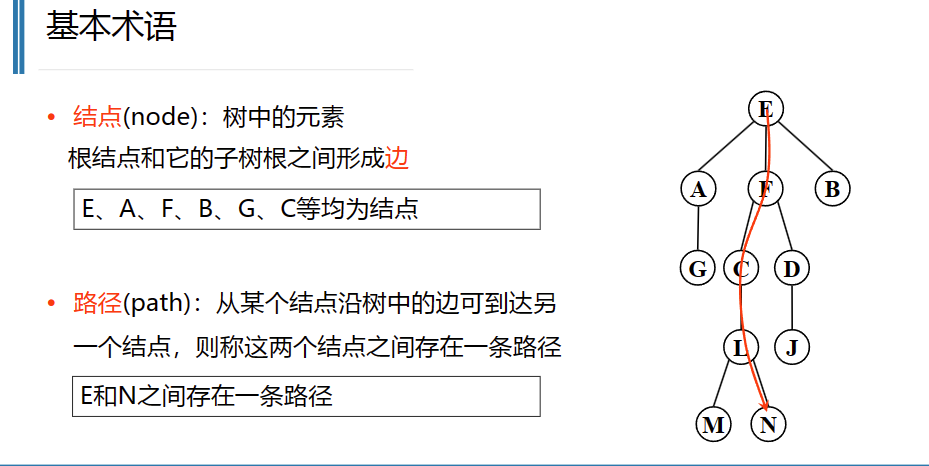 基本术语
• 结点(node)：树中的元素
根结点和它的子树根之间形成边
E、A、F、B、G、C等均为结点
• 路径(path)：从某个结点沿树中的边可到达另
一个结点，则称这两个结点之间存在一条路径
E和N之间存在一条路径
E
A F B
G C D
L J
M N